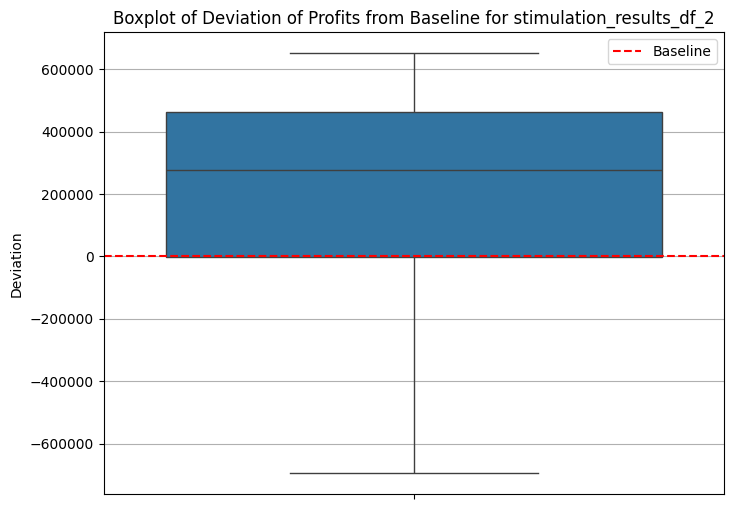 Boxplot of Deviation of Profits from Baseline for stimulation_results_df_2
Baseline
600000
400000
200000
0
−200000
−400000
−600000
Deviation